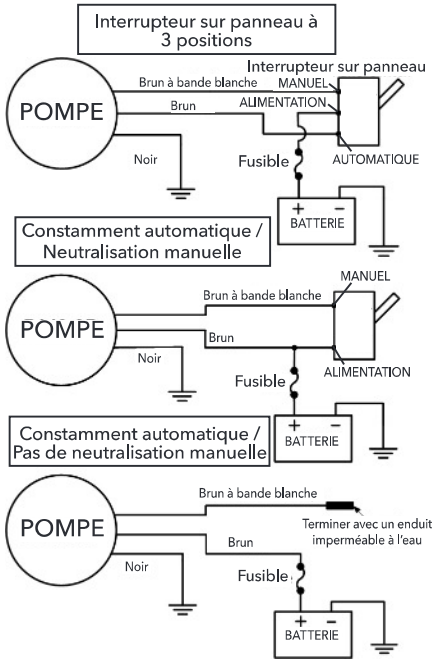 Interrupteur sur panneau à
3 positions
Interrupteur sur panneau
Brun à bande blanche
MANUEL
POMPE
ALIMENTATION
Brun
Noir
Fusible
AUTOMATIQUE
+ −
BATTERIE
Constamment automatique /
Neutralisation manuelle
MANUEL
Brun à bande blanche
POMPE
Brun
Noir
ALIMENTATION
Fusible
+ −
BATTERIE
Constamment automatique /
Pas de neutralisation manuelle
Brun à bande blanche
POMPE
Terminer avec un enduit
imperméable à l'eau
Brun
Noir
Fusible
+ −
BATTERIE